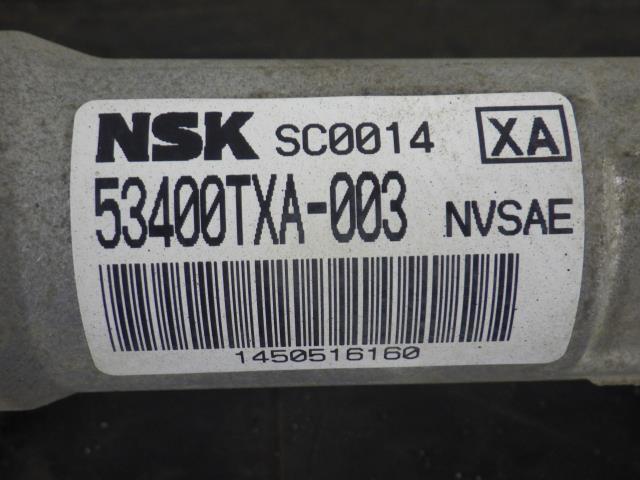 NSK SC0014 XA
53400TXA-003 NVSAE
1450516160